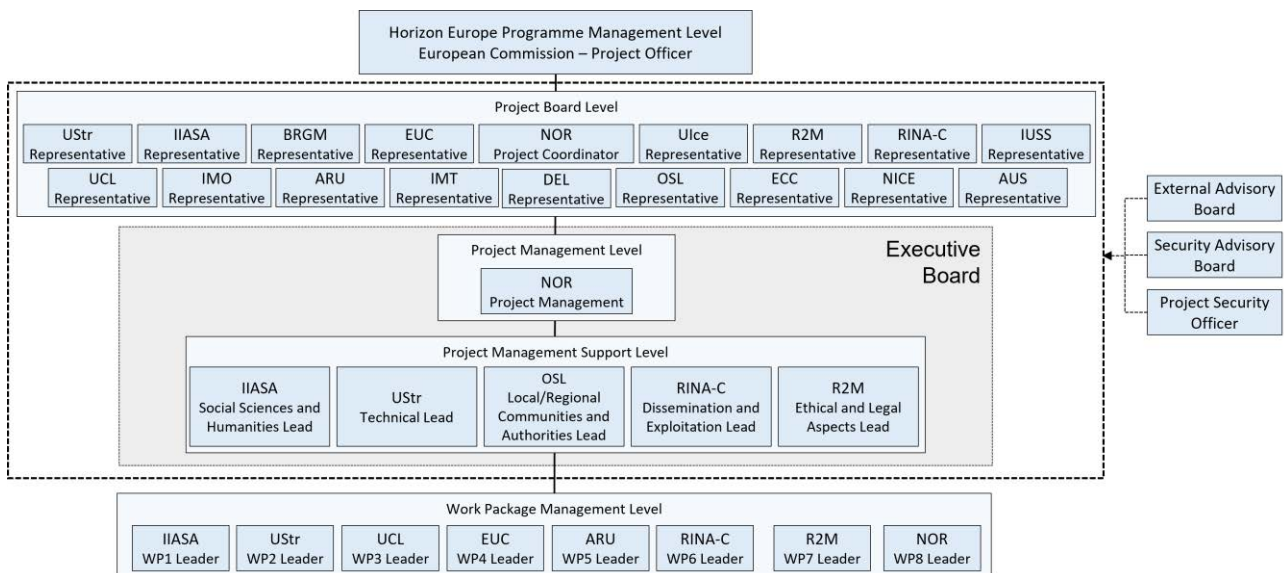 Horizon Europe Programme Management Level
European Commission – Project Officer
Project Board Level
UStr
Representative
IIASA
Representative
BRGM
Representative
EUC
Representative
NOR
Project Coordinator
UIce
Representative
R2M
Representative
RINA-C
Representative
IUSS
Representative
UCL
Representative
IMO
Representative
ARU
Representative
IMT
Representative
DEL
Representative
OSL
Representative
ECC
Representative
NICE
Representative
AUS
Representative
External Advisory
Board
Security Advisory
Board
Project Security
Officer
Executive
Board
Project Management Level
NOR
Project Management
Project Management Support Level
IIASA
Social Sciences and
Humanities Lead
UStr
Technical Lead
OSL
Local/Regional
Communities and
Authorities Lead
RINA-C
Dissemination and
Exploitation Lead
R2M
Ethical and Legal
Aspects Lead
Work Package Management Level
IIASA
WP1 Leader
UStr
WP2 Leader
UCL
WP3 Leader
EUC
WP4 Leader
ARU
WP5 Leader
RINA-C
WP6 Leader
R2M
WP7 Leader
NOR
WP8 Leader